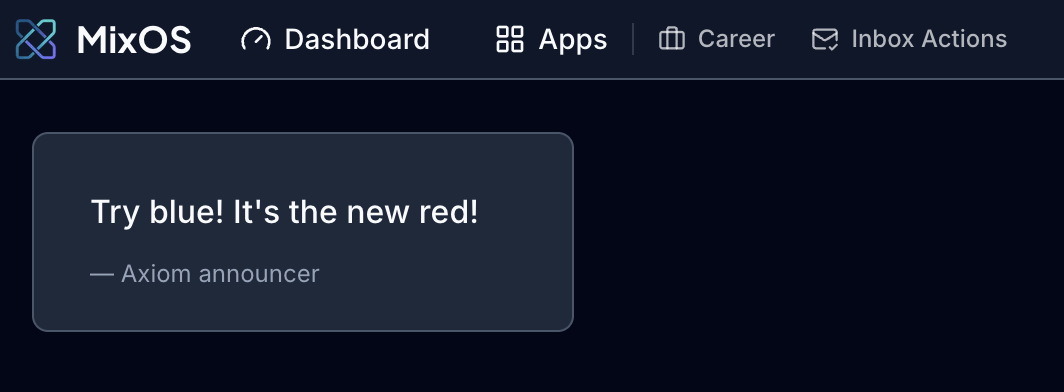 MixOS Dashboard Apps Career Inbox Actions
Try blue! It's the new red!
— Axiom announcer